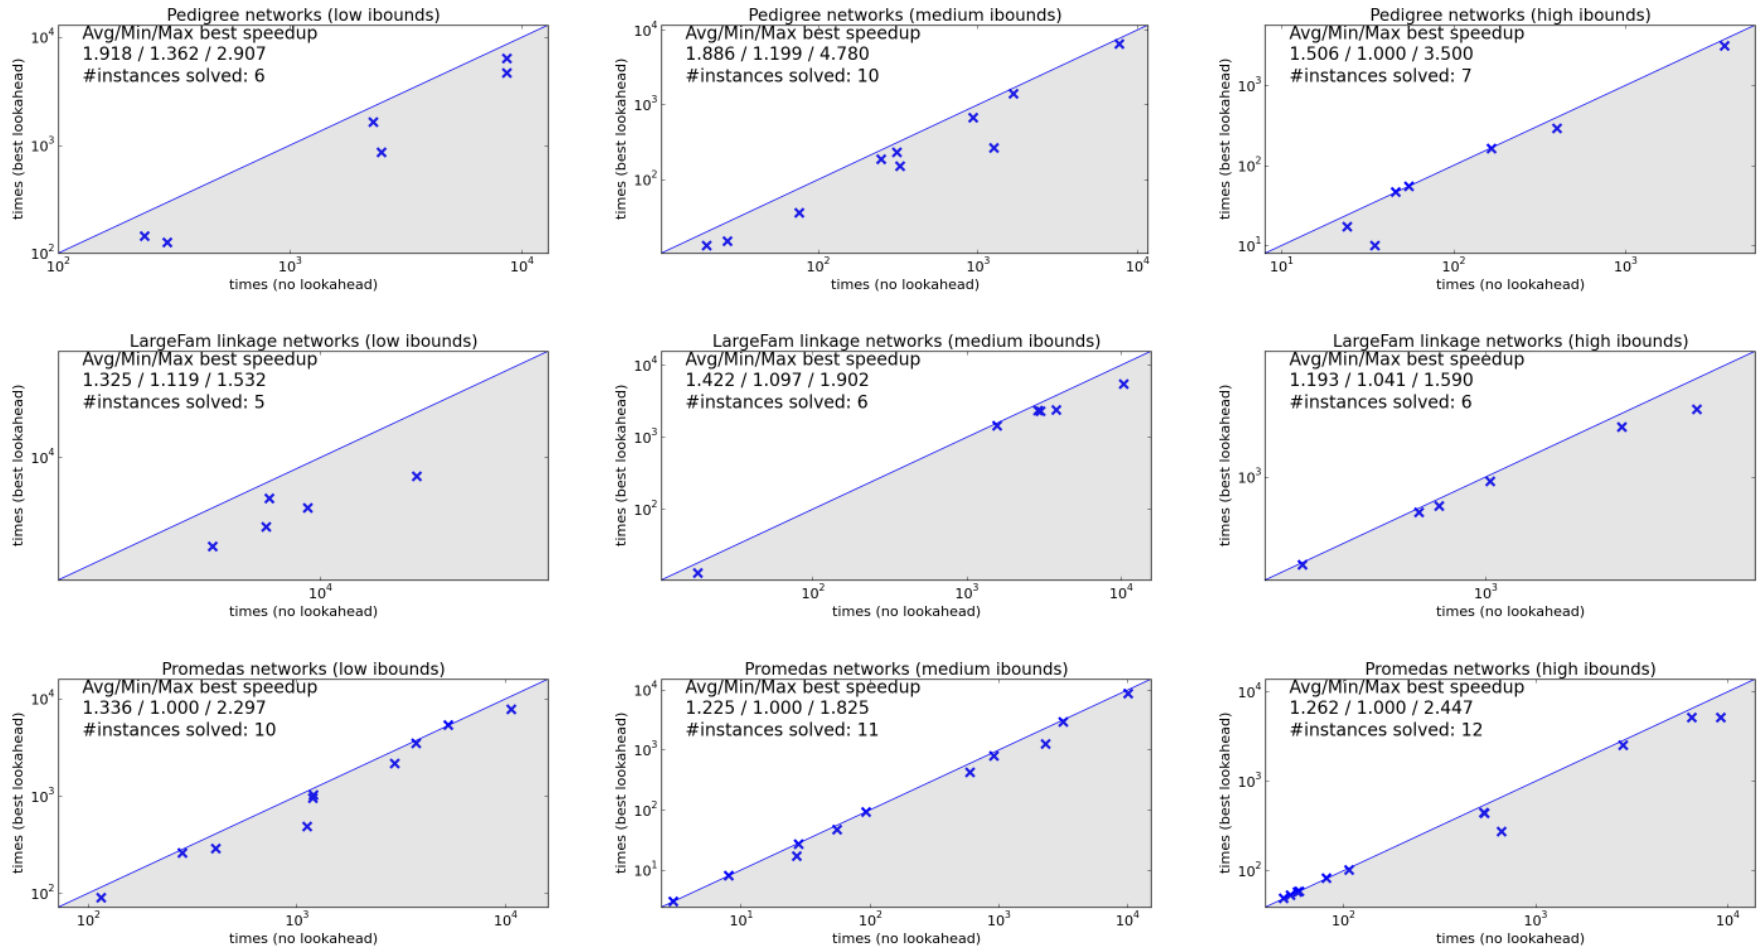 Pedigree networks (low ibounds)
Avg/Min/Max best speedup
1.918 / 1.362 / 2.907
#instances solved: 6
times (best lookahead)
10^4
10^3
10^2
10^2
10^3
10^4
times (no lookahead)
Pedigree networks (medium ibounds)
Avg/Min/Max best speedup
1.886 / 1.199 / 4.780
#instances solved: 10
times (best lookahead)
10^4
10^3
10^2
10^2
10^3
10^4
times (no lookahead)
Pedigree networks (high ibounds)
Avg/Min/Max best speedup
1.506 / 1.000 / 3.500
#instances solved: 7
times (best lookahead)
10^3
10^2
10^1
10^1
10^2
10^3
times (no lookahead)
LargeFam linkage networks (low ibounds)
Avg/Min/Max best speedup
1.325 / 1.119 / 1.532
#instances solved: 5
times (best lookahead)
10^4
10^4
times (no lookahead)
LargeFam linkage networks (medium ibounds)
Avg/Min/Max best speedup
1.422 / 1.097 / 1.902
#instances solved: 6
times (best lookahead)
10^4
10^3
10^2
10^2
10^3
10^4
times (no lookahead)
LargeFam linkage networks (high ibounds)
Avg/Min/Max best speedup
1.193 / 1.041 / 1.590
#instances solved: 6
times (best lookahead)
10^3
10^3
times (no lookahead)
Promedas networks (low ibounds)
Avg/Min/Max best speedup
1.336 / 1.000 / 2.297
#instances solved: 10
times (best lookahead)
10^4
10^3
10^2
10^2
10^3
10^4
times (no lookahead)
Promedas networks (medium ibounds)
Avg/Min/Max best speedup
1.225 / 1.000 / 1.825
#instances solved: 11
times (best lookahead)
10^4
10^3
10^2
10^1
10^1
10^2
10^3
10^4
times (no lookahead)
Promedas networks (high ibounds)
Avg/Min/Max best speedup
1.262 / 1.000 / 2.447
#instances solved: 12
times (best lookahead)
10^4
10^3
10^2
10^2
10^3
10^4
times (no lookahead)